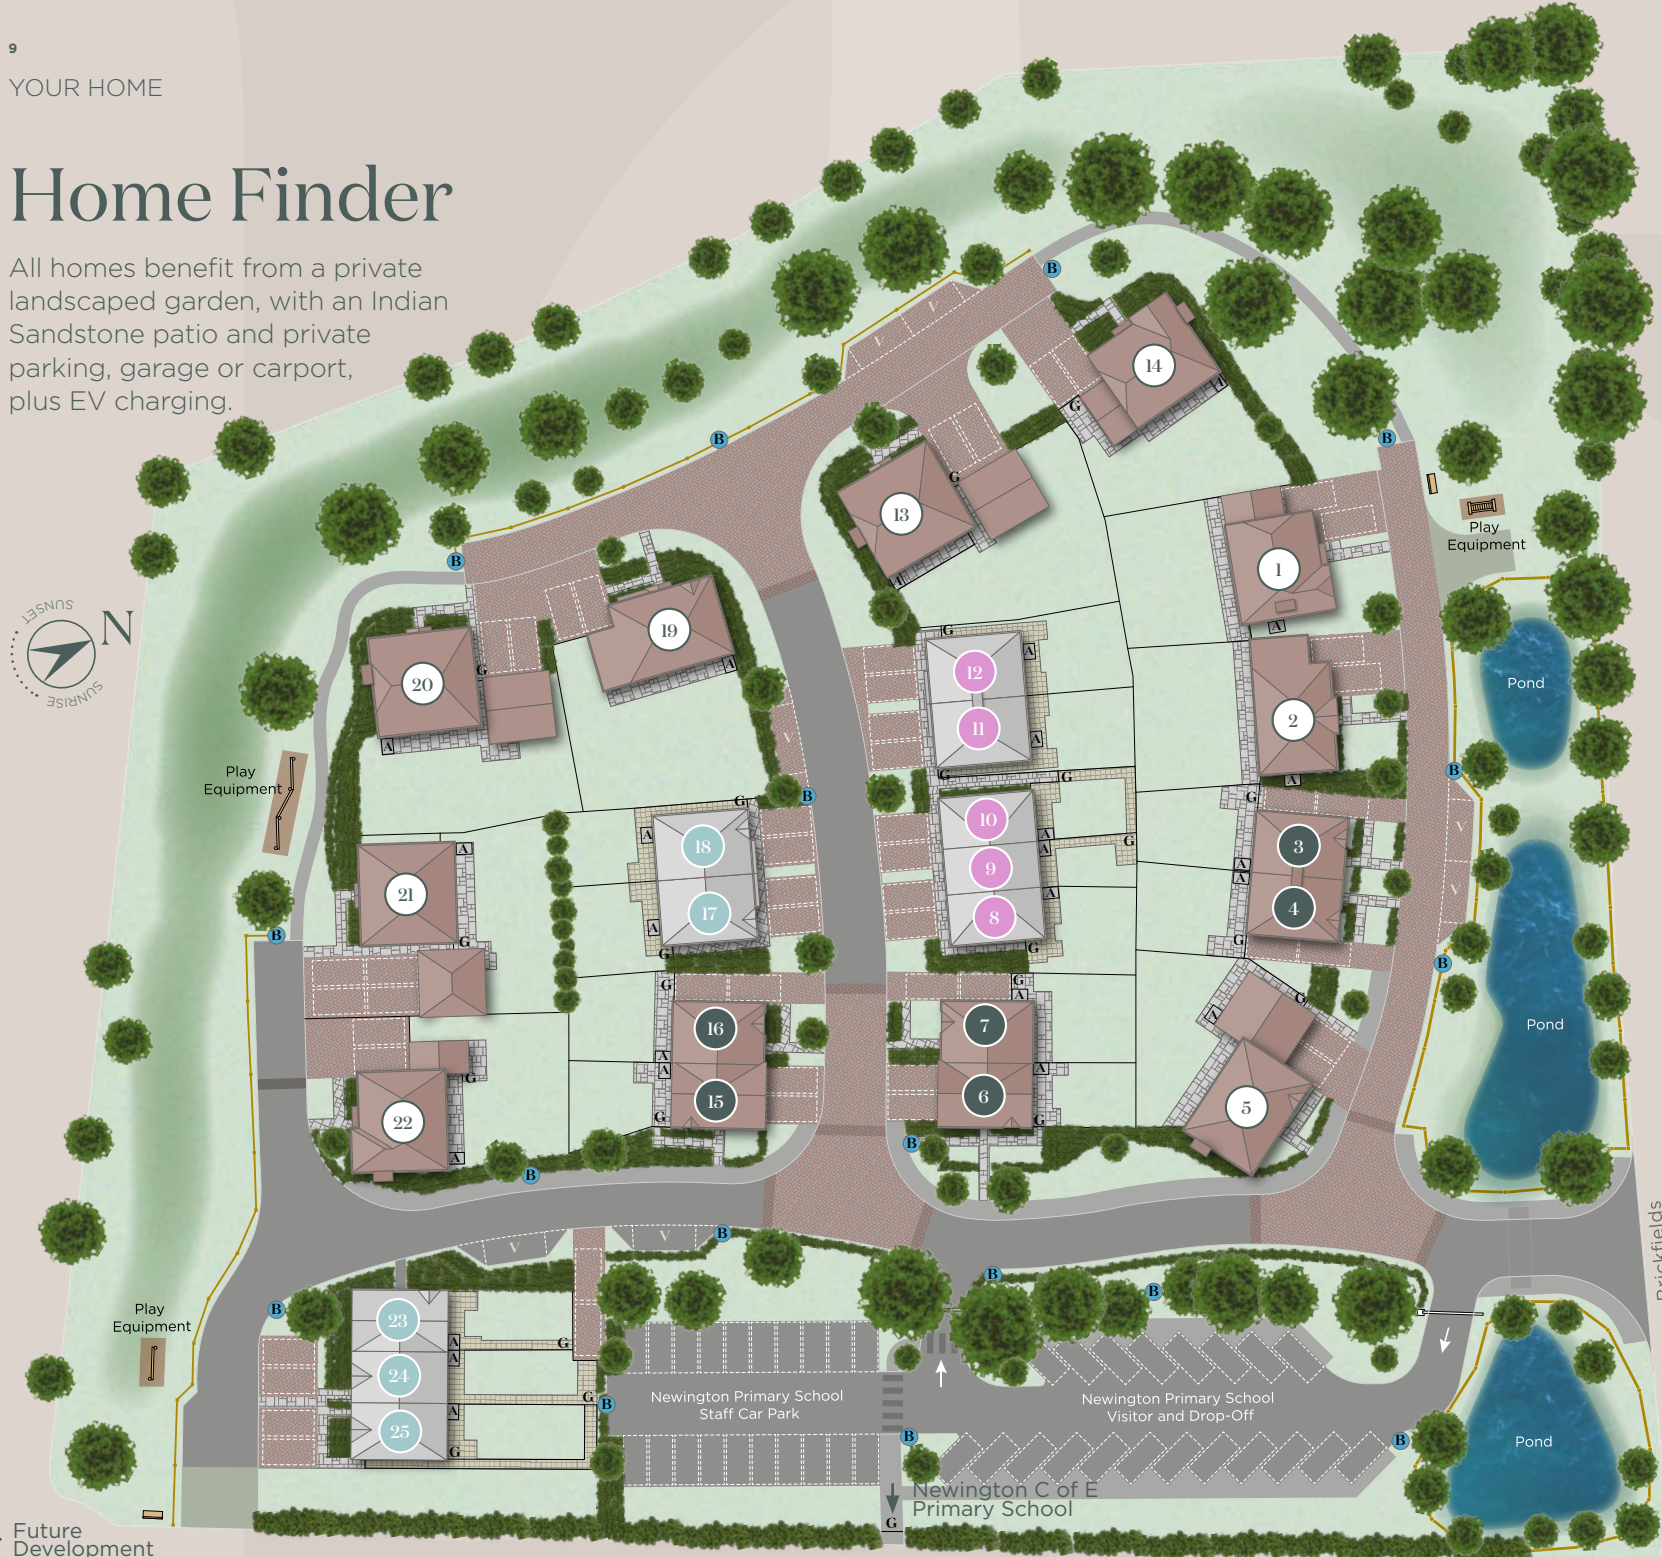 9
YOUR HOME
Home Finder
All homes benefit from a private
landscaped garden, with an Indian
Sandstone patio and private
parking, garage or carport,
plus EV charging.
SUNSET
N
SUNRISE
B
V
V
14
A
G
B
B
13
G
A
Play
Equipment
1
A
B
19
A
20
G
A
12
G
A
11
A
G
G
2
A
Pond
B
Play
Equipment
V
B
G
18
A
17
A
G
10
A
9
A
G
8
A
G
G
3
A
A
4
G
V
V
B
21
A
G
B
G
16
A
A
15
G
G
A
7
A
6
G
G
A
5
Pond
22
G
A
B
B
V
V
B
B
B
Brickfields
Play
Equipment
B
23
A
A
G
24
G
A
25
G
B
Newington Primary School
Staff Car Park
Newington Primary School
Visitor and Drop-Off
B
B
Pond
Newington C of E
Primary School
G
Future
Development